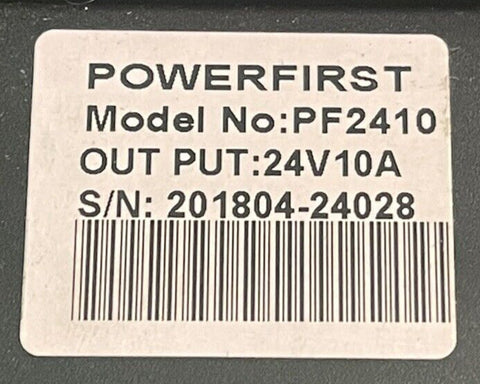 POWERFIRST
Model No:PF2410
OUT PUT:24V10A
S/N: 201804-24028